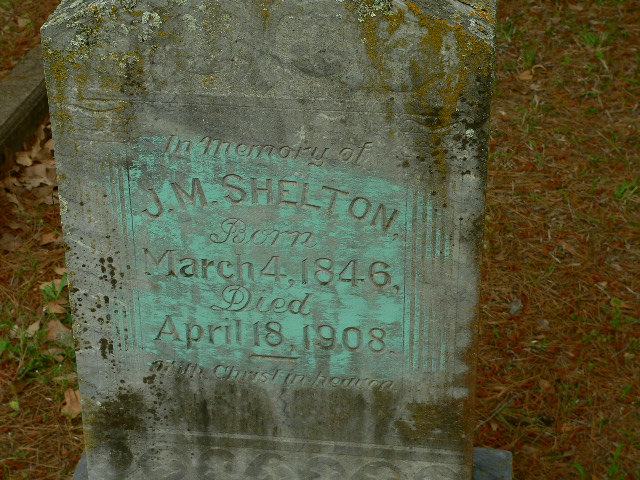 In Memory of
J. M. SHELTON,
Born
March 4, 1846,
Died
April 18, 1908.
With Christ in heaven